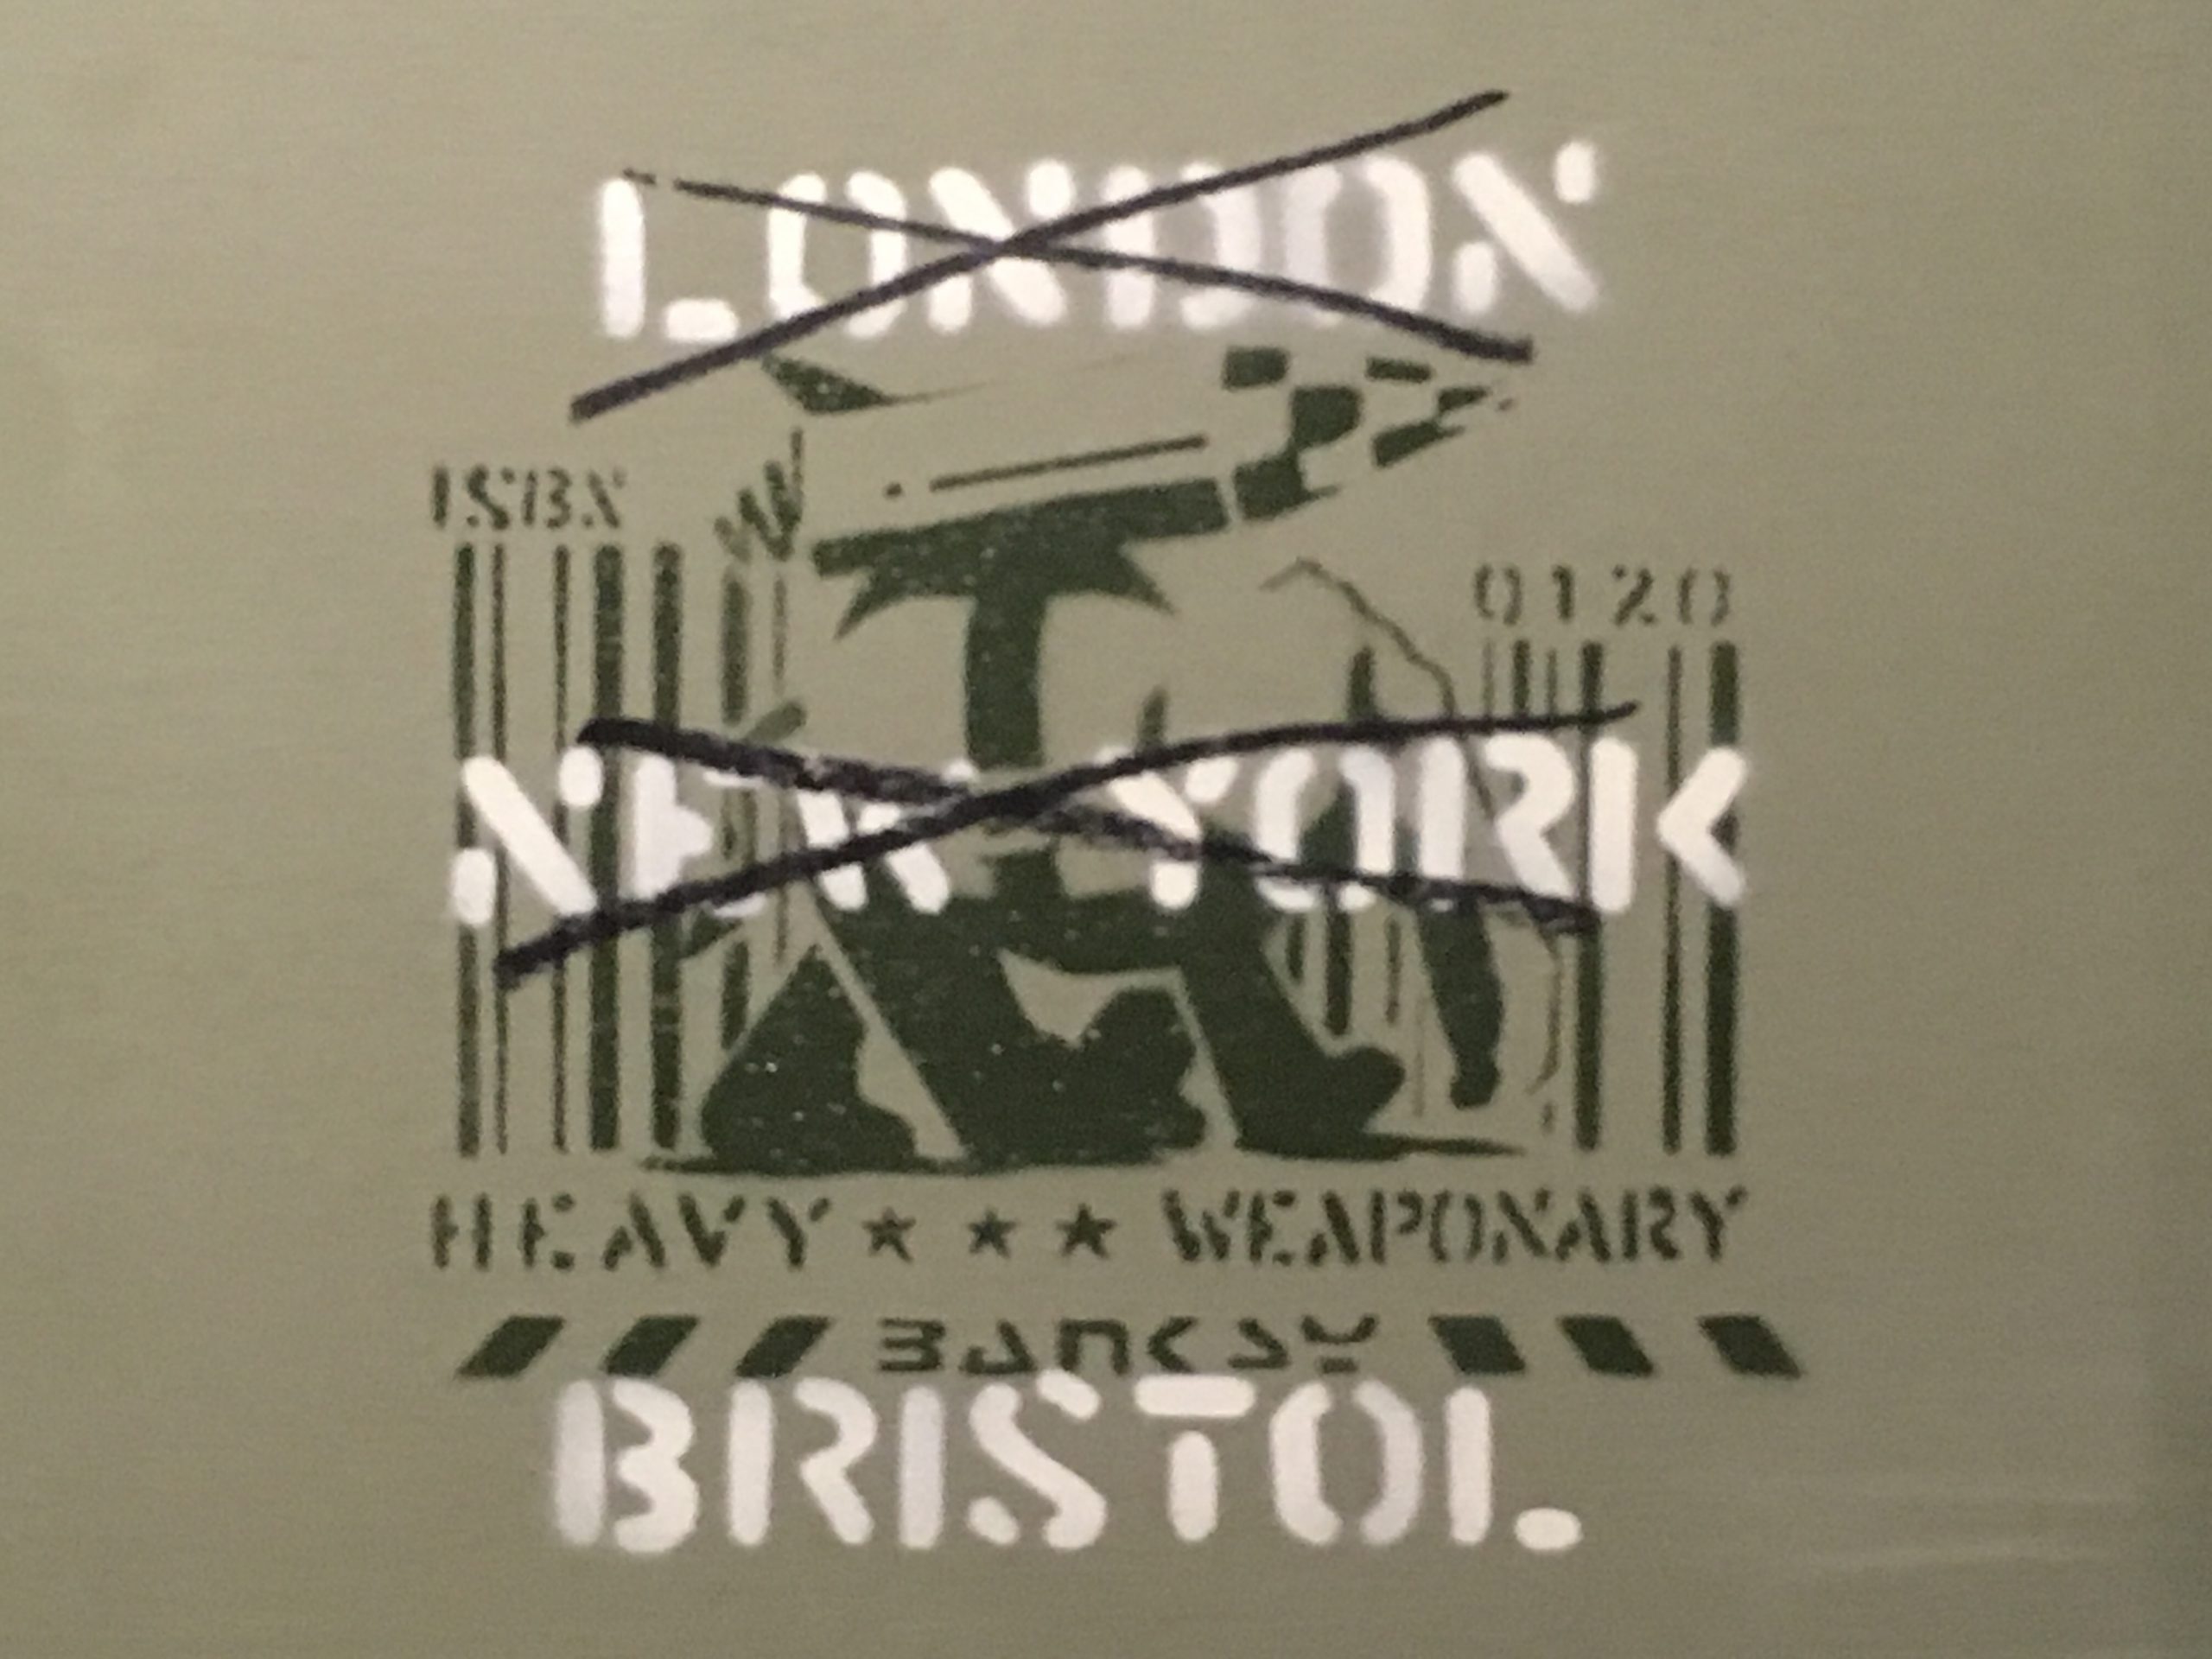 LONDON
ISBN
0120
NEW YORK
HEAVY ★ ★ ★ WEAPONARY
BANKSY
BRISTOL